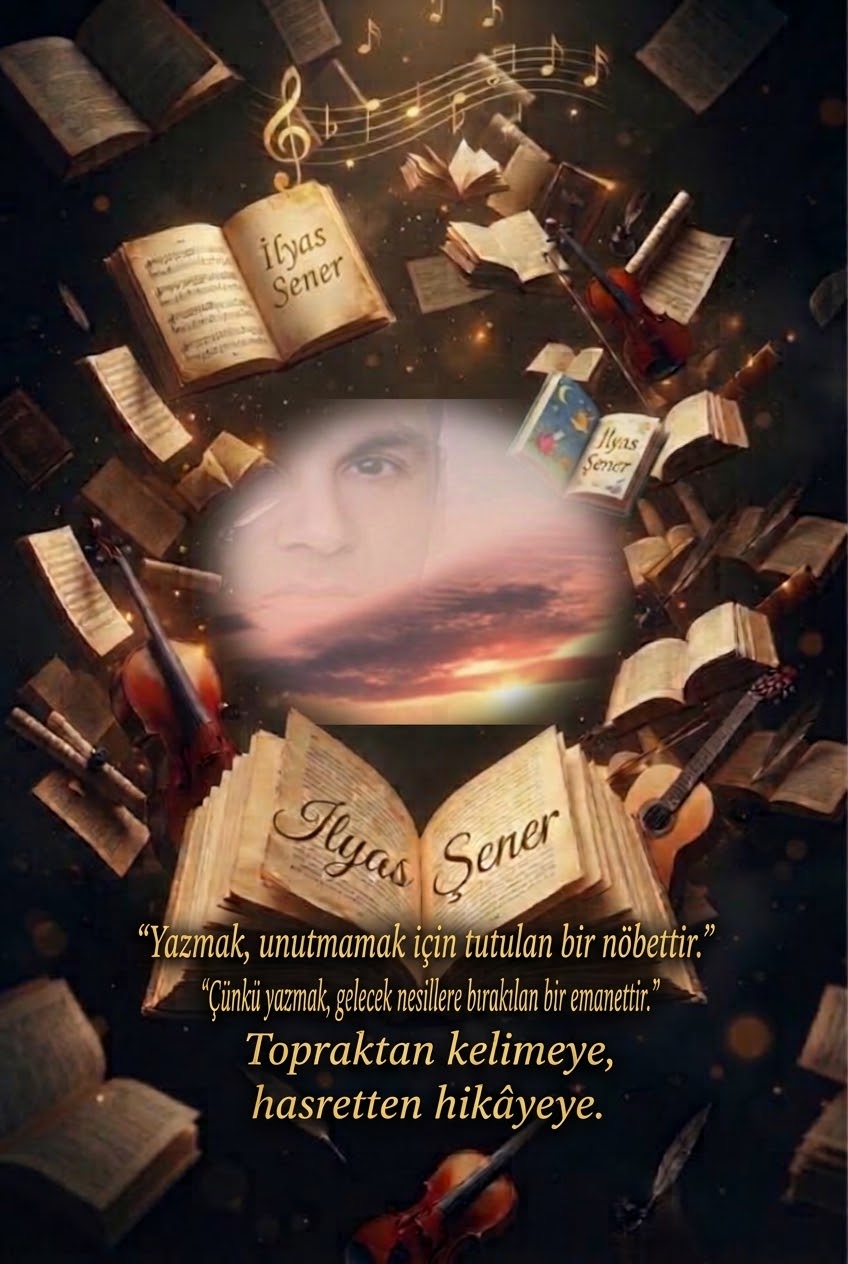 İlyas
Şener
İlyas
Şener
İlyas Şener
“Yazmak, unutmamak için tutulan bir nöbettir.”
“Çünkü yazmak, gelecek nesillere bırakılan bir emanettir.”
Topraktan kelimeye,
hasretten hikâyeye.